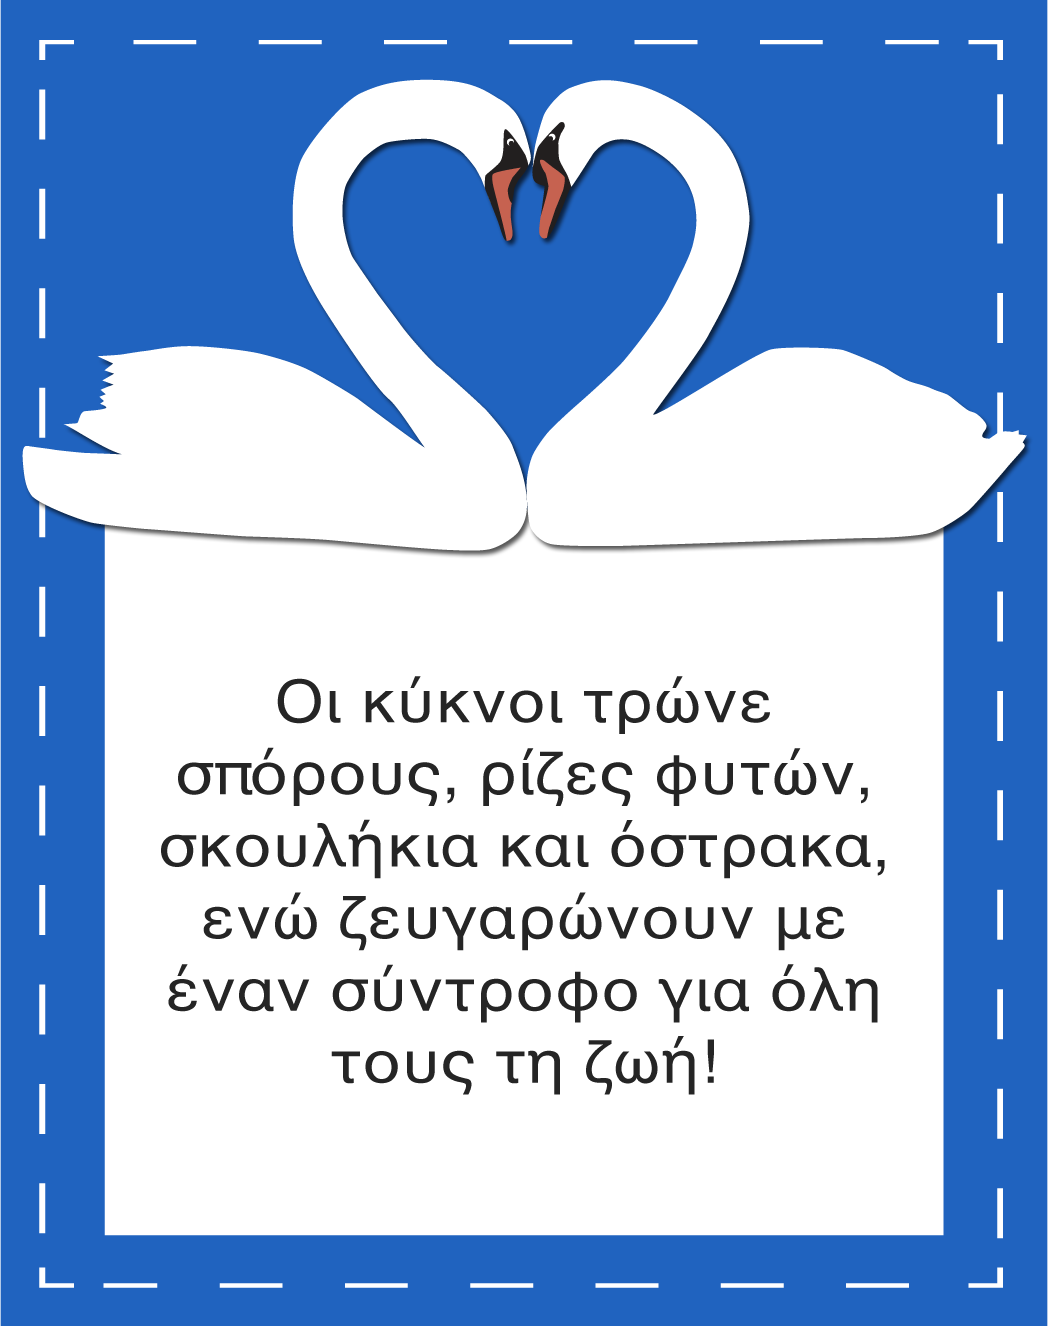 Οι κύκνοι τρώνε
σπόρους, ρίζες φυτών,
σκουλήκια και όστρακα,
ενώ ζευγαρώνουν με
έναν σύντροφο για όλη
τους τη ζωή!